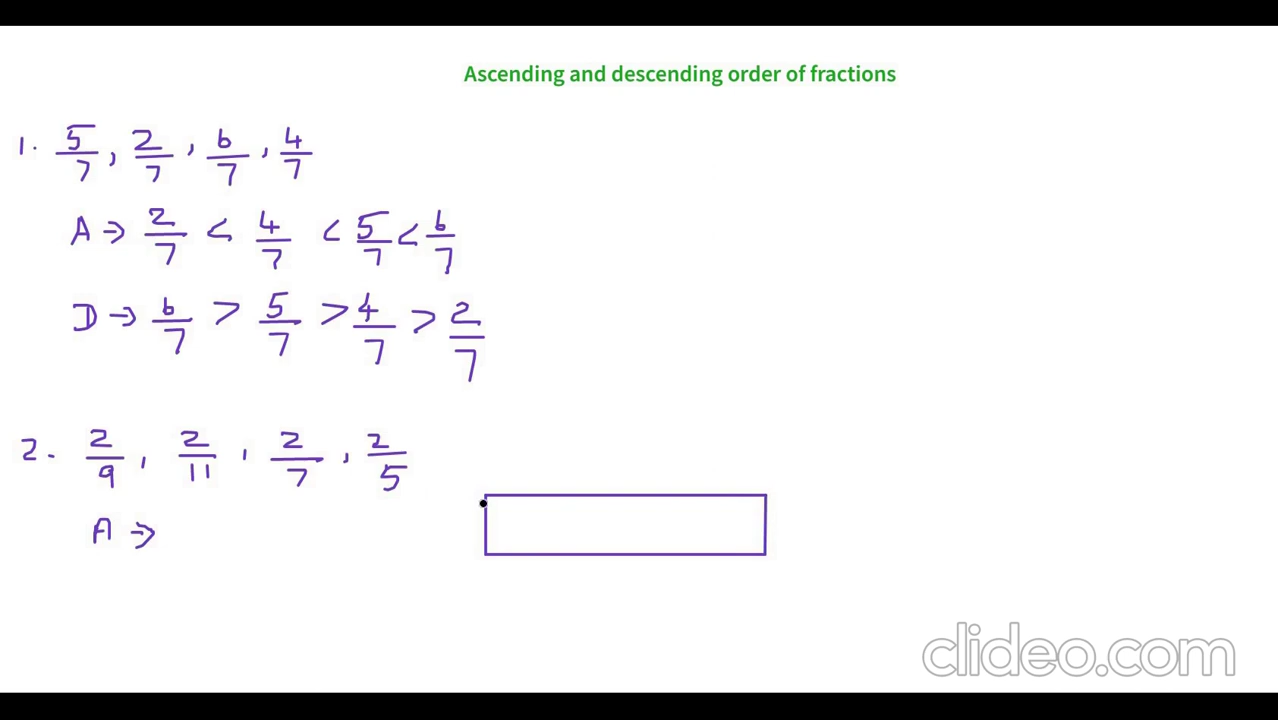 Ascending and descending order of fractions
1. 5/7, 2/7, 6/7, 4/7
A → 2/7 < 4/7 < 5/7 < 6/7
D → 6/7 > 5/7 > 4/7 > 2/7
2. 2/9, 2/11, 2/7, 2/5
A →
clideo.com